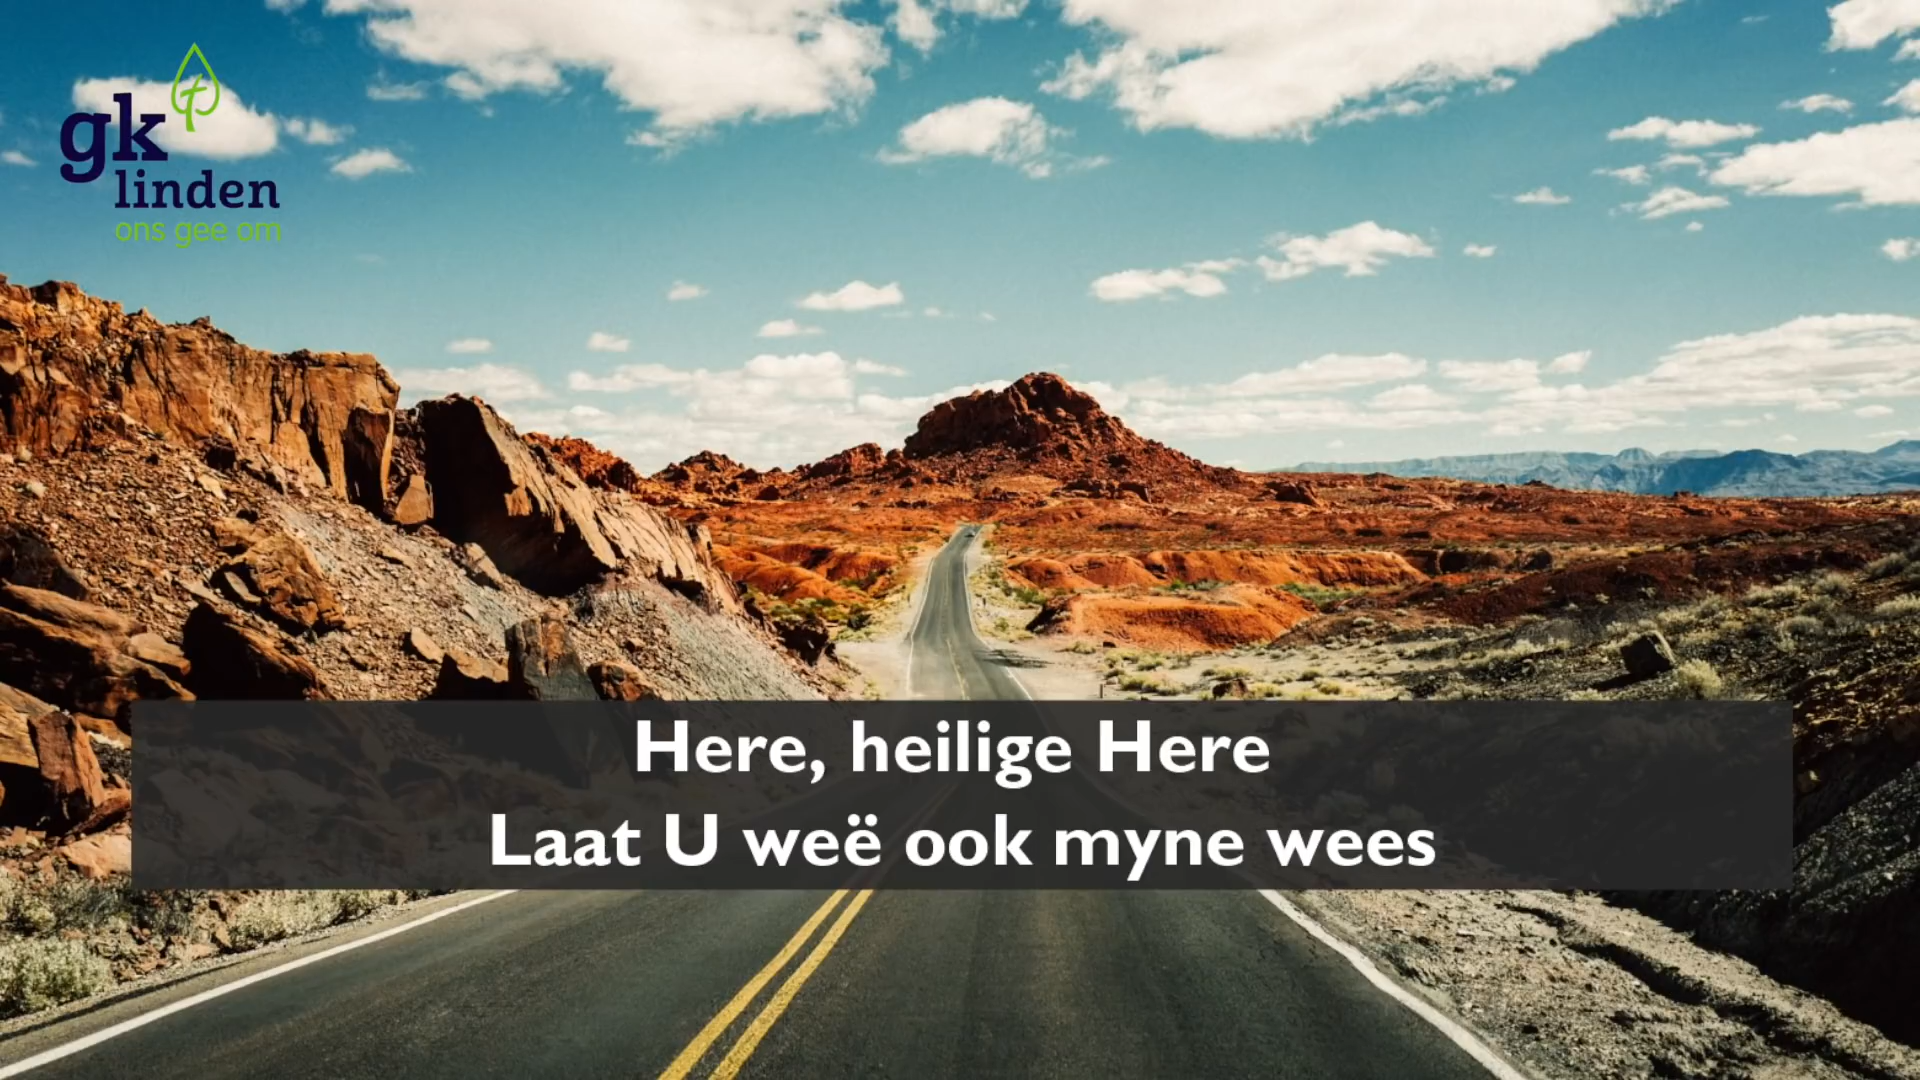 gk
linden
ons gee om
Here, heilige Here
Laat U weë ook myne wees